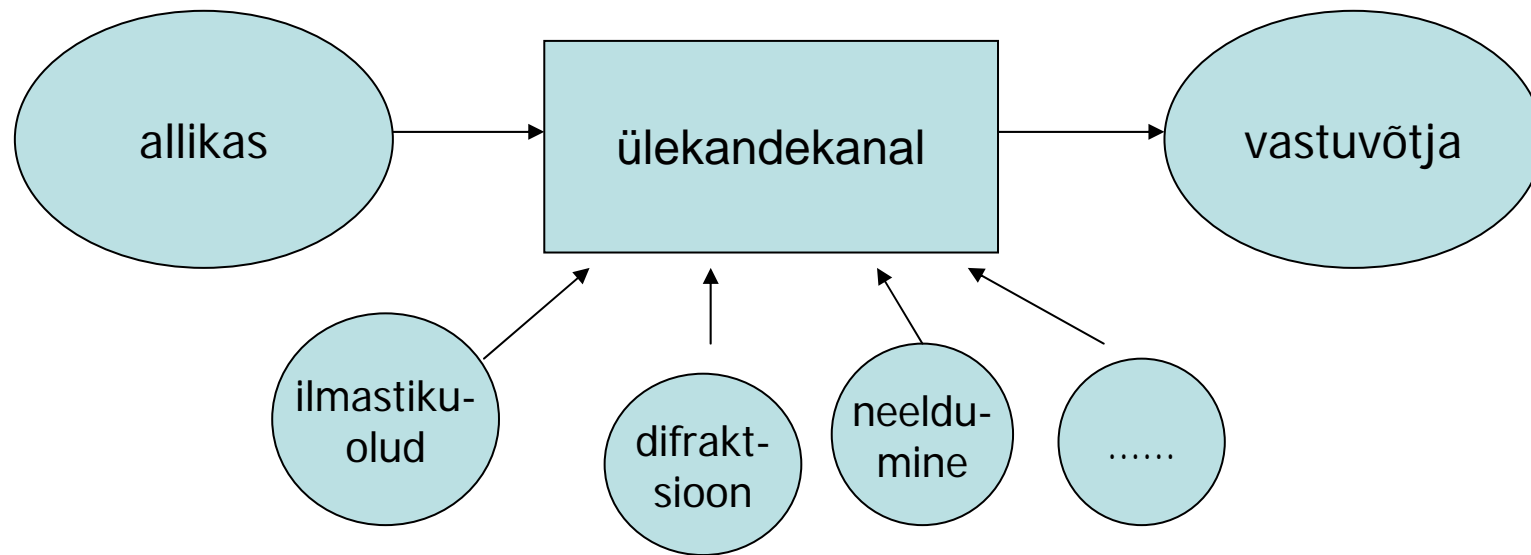 allikas
ülekandekanal
vastuvõtja
ilmastiku-
olud
difrakt-
sioon
neeldu-
mine
......